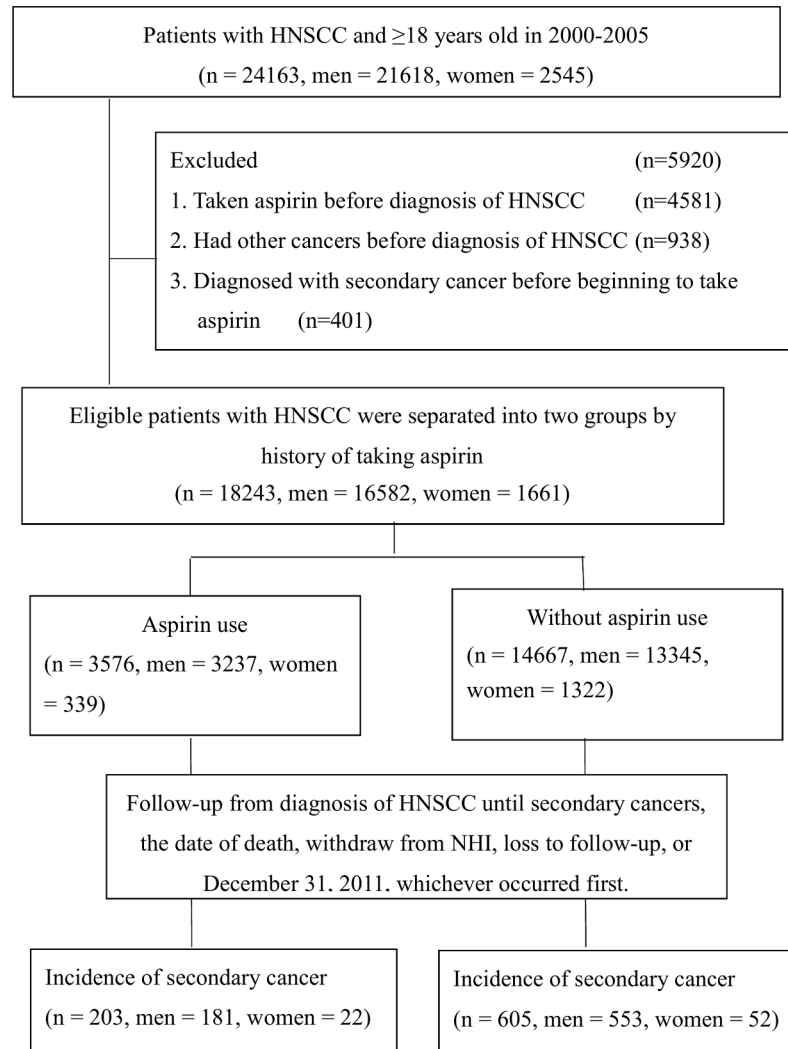 Patients with HNSCC and ≥18 years old in 2000-2005
(n = 24163, men = 21618, women = 2545)
Excluded (n=5920)
1. Taken aspirin before diagnosis of HNSCC (n=4581)
2. Had other cancers before diagnosis of HNSCC (n=938)
3. Diagnosed with secondary cancer before beginning to take
aspirin (n=401)
Eligible patients with HNSCC were separated into two groups by
history of taking aspirin
(n = 18243, men = 16582, women = 1661)
Aspirin use
(n = 3576, men = 3237, women
= 339)
Without aspirin use
(n = 14667, men = 13345,
women = 1322)
Follow-up from diagnosis of HNSCC until secondary cancers,
the date of death, withdraw from NHI, loss to follow-up, or
December 31, 2011, whichever occurred first.
Incidence of secondary cancer
(n = 203, men = 181, women = 22)
Incidence of secondary cancer
(n = 605, men = 553, women = 52)